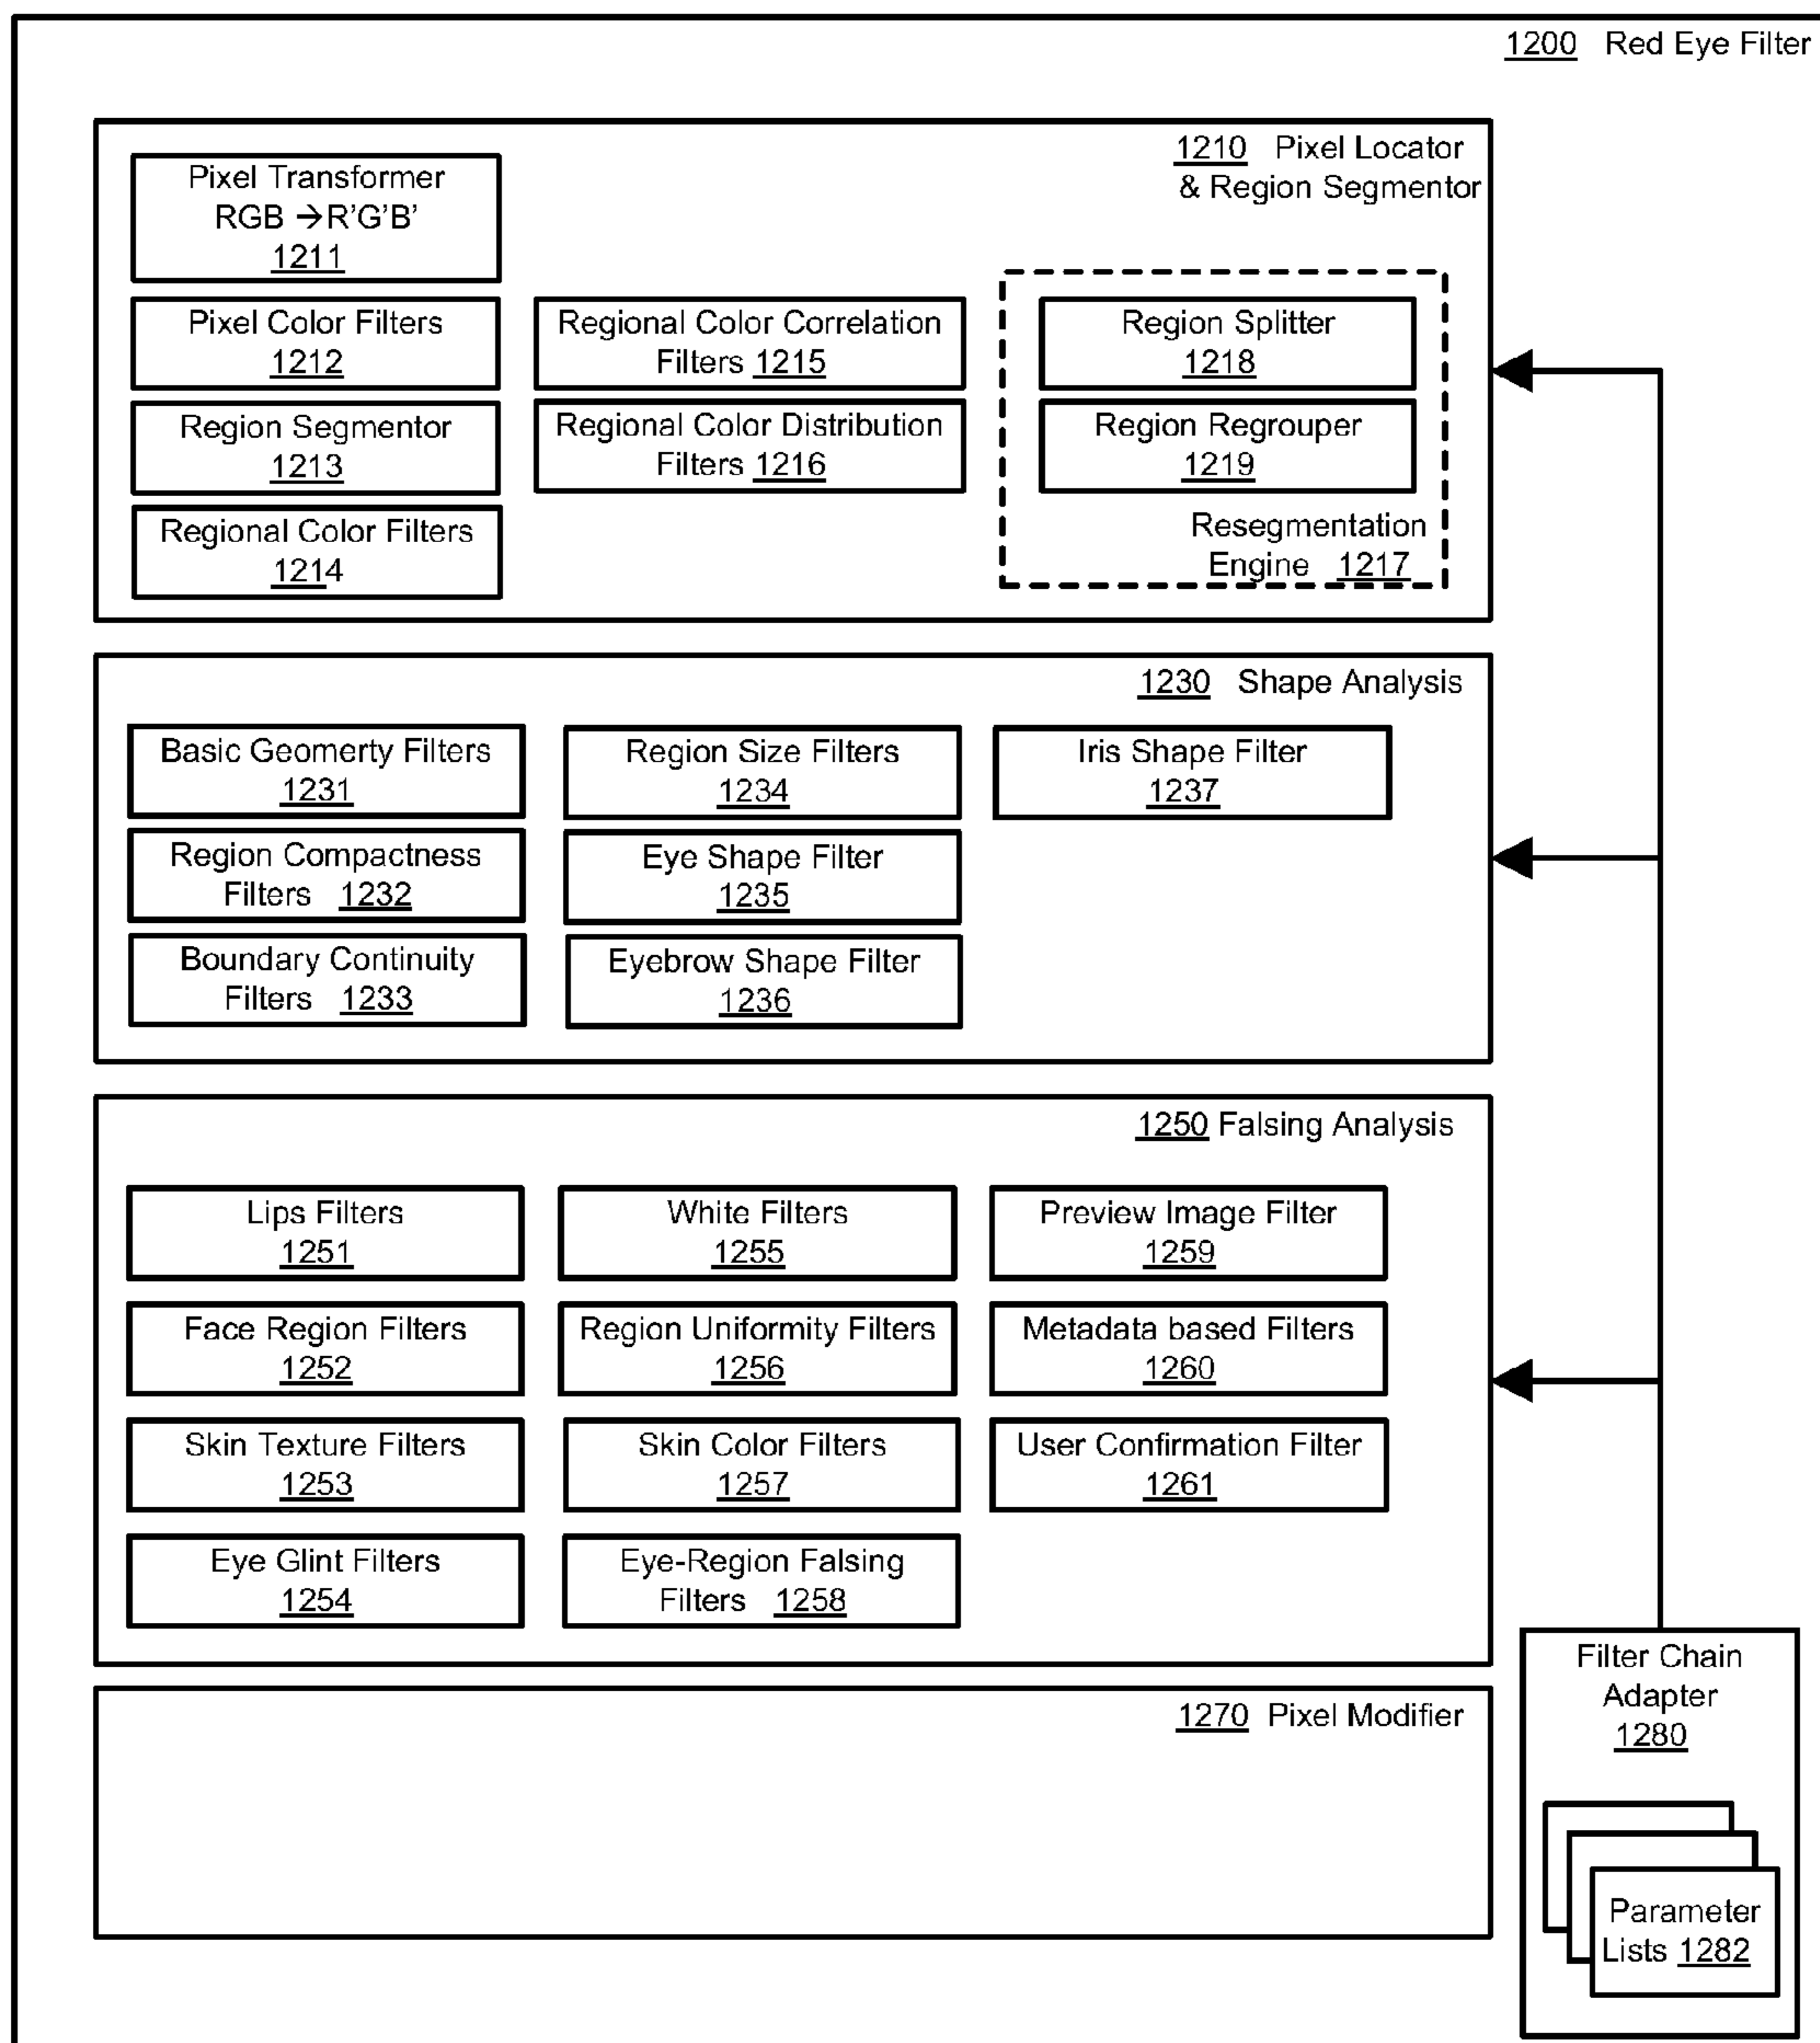 1200 Red Eye Filter
1210 Pixel Locator
& Region Segmentor
Pixel Transformer
RGB →R'G'B'
1211
Pixel Color Filters
1212
Region Segmentor
1213
Regional Color Filters
1214
Regional Color Correlation
Filters 1215
Regional Color Distribution
Filters 1216
Region Splitter
1218
Region Regrouper
1219
Resegmentation
Engine 1217
1230 Shape Analysis
Basic Geomerty Filters
1231
Region Compactness
Filters 1232
Boundary Continuity
Filters 1233
Region Size Filters
1234
Eye Shape Filter
1235
Eyebrow Shape Filter
1236
Iris Shape Filter
1237
1250 Falsing Analysis
Lips Filters
1251
Face Region Filters
1252
Skin Texture Filters
1253
Eye Glint Filters
1254
White Filters
1255
Region Uniformity Filters
1256
Skin Color Filters
1257
Eye-Region Falsing
Filters 1258
Preview Image Filter
1259
Metadata based Filters
1260
User Confirmation Filter
1261
1270 Pixel Modifier
Filter Chain
Adapter
1280
Parameter
Lists 1282